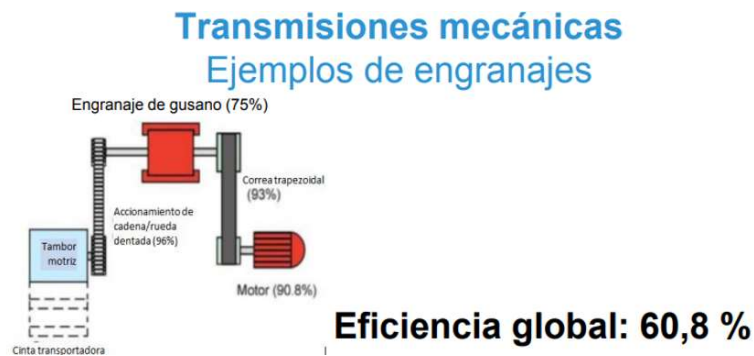 Transmisiones mecánicas
Ejemplos de engranajes
Engranaje de gusano (75%)
Correa trapezoidal
(93%)
Accionamiento de
cadena/rueda
dentada (96%)
Tambor
motriz
Motor (90.8%)
Eficiencia global: 60,8 %
Cinta transportadora